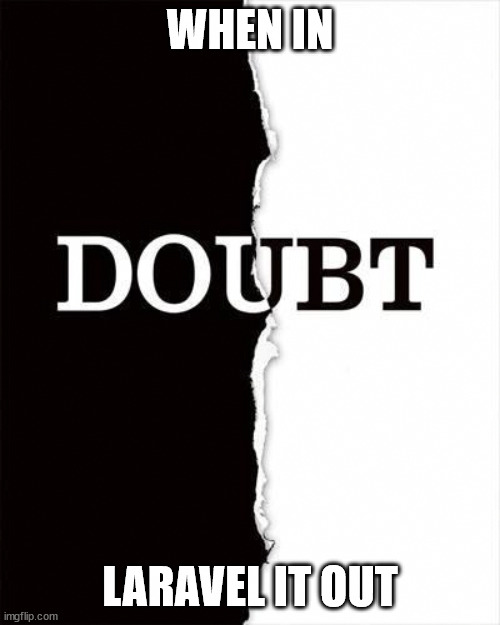 WHEN IN
DOUBT
LARAVEL IT OUT
imgflip.com